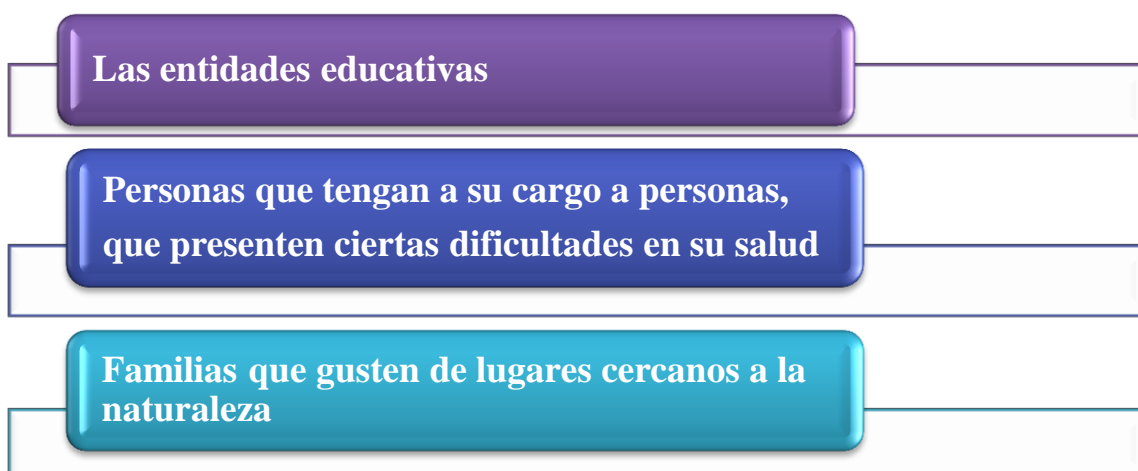 Las entidades educativas
Personas que tengan a su cargo a personas,
que presenten ciertas dificultades en su salud
Familias que gusten de lugares cercanos a la
naturaleza